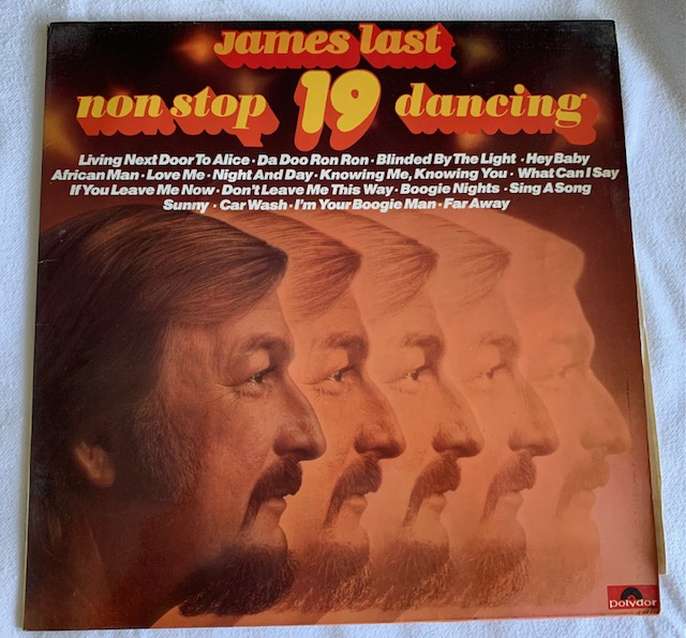 James last
non stop 19 dancing
Living Next Door To Alice · Da Doo Ron Ron · Blinded By The Light · Hey Baby
African Man · Love Me · Night And Day · Knowing Me, Knowing You · What Can I Say
If You Leave Me Now · Don't Leave Me This Way · Boogie Nights · Sing A Song
Sunny · Car Wash · I'm Your Boogie Man · Far Away
Polydor